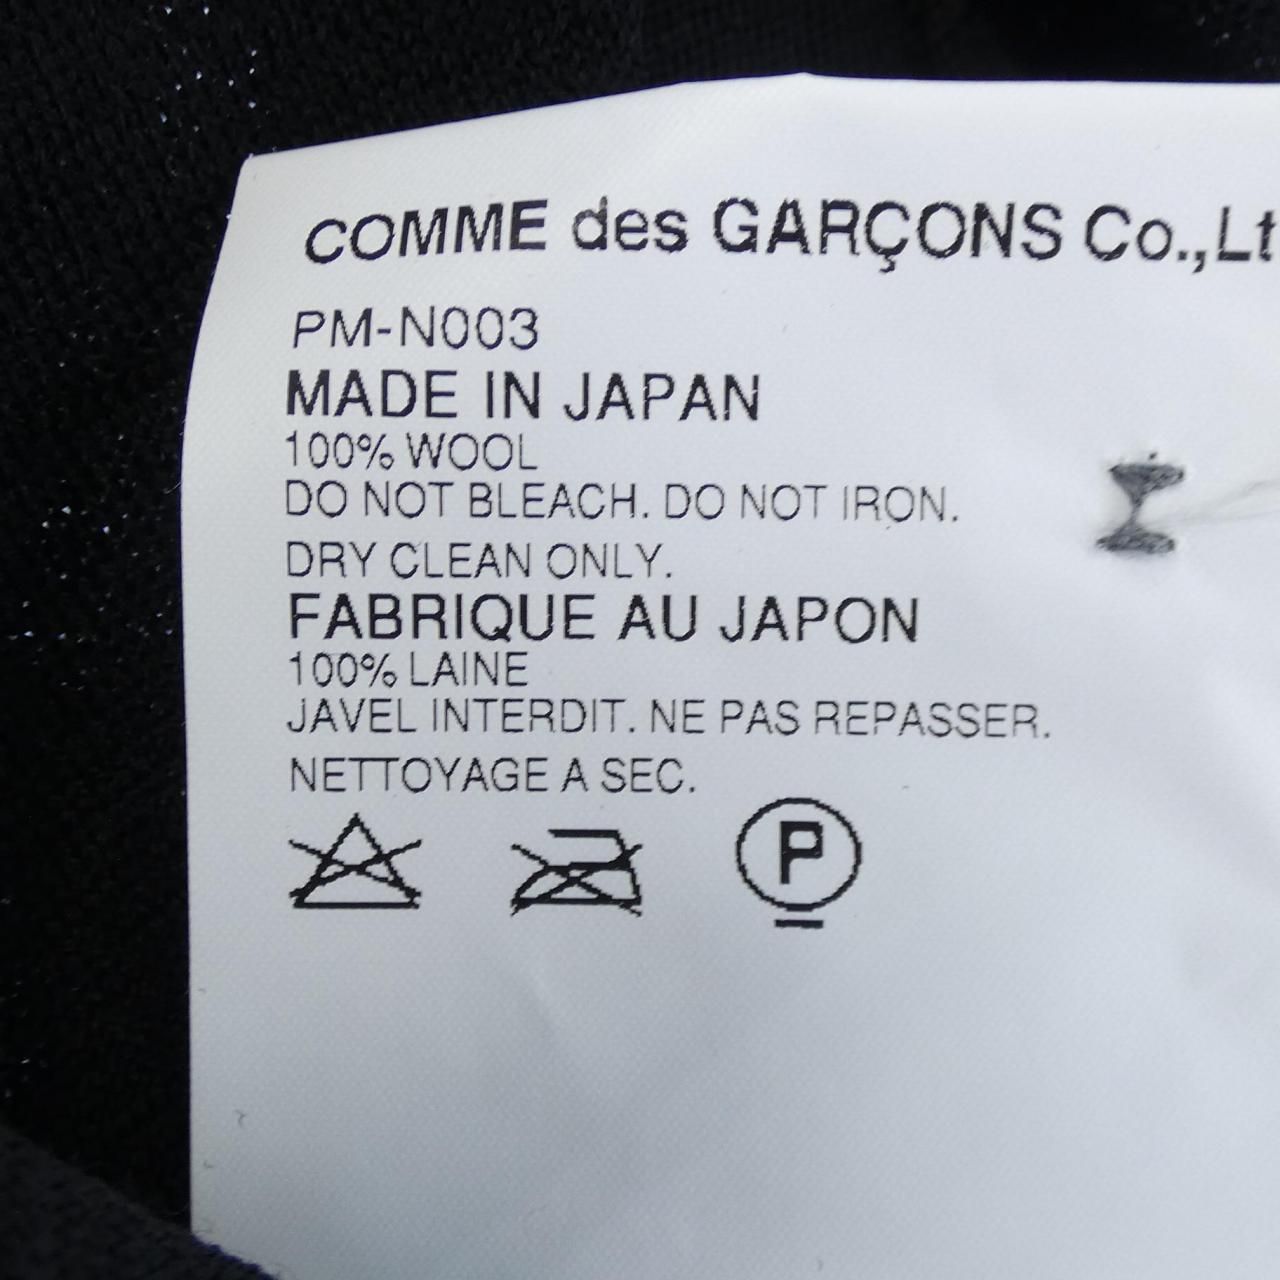 COMME des GARÇONS Co.,Lt
PM-N003
MADE IN JAPAN
100% WOOL
DO NOT BLEACH. DO NOT IRON.
DRY CLEAN ONLY.
FABRIQUE AU JAPON
100% LAINE
JAVEL INTERDIT. NE PAS REPASSER.
NETTOYAGE A SEC.
P